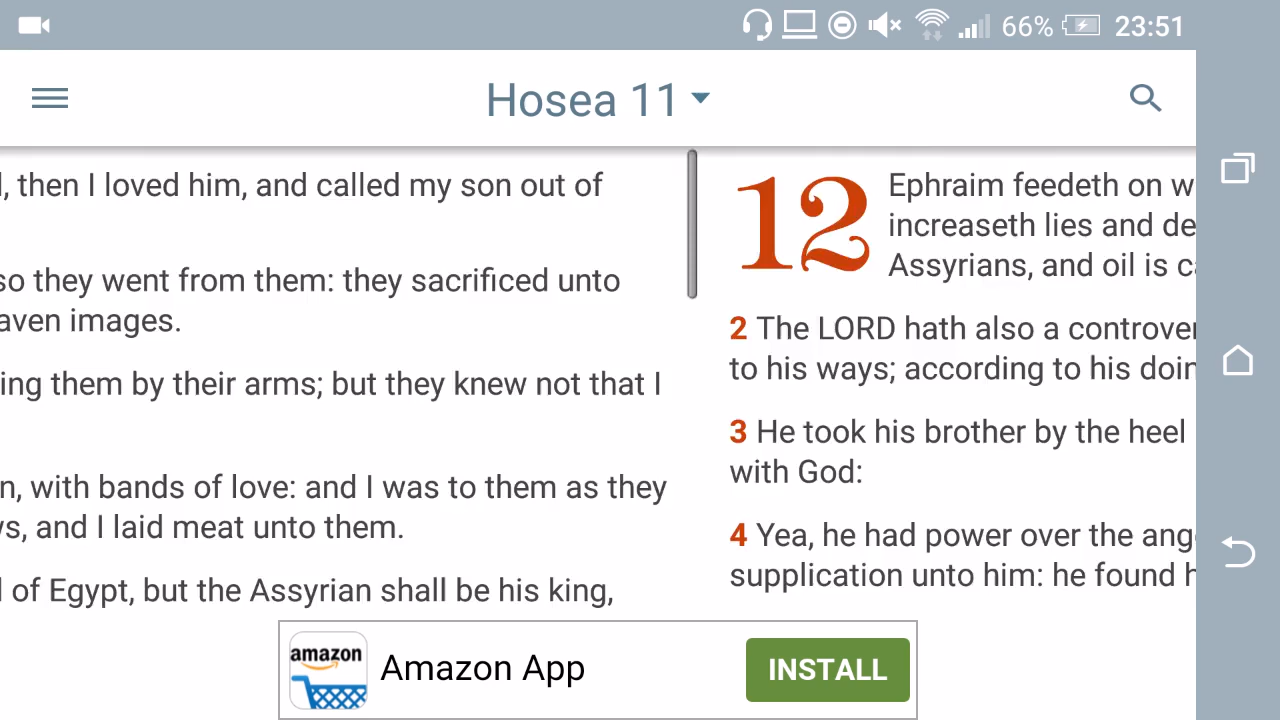 66% 23:51
Hosea 11
, then I loved him, and called my son out of
so they went from them: they sacrificed unto
aven images.
ing them by their arms; but they knew not that I
n, with bands of love: and I was to them as they
s, and I laid meat unto them.
of Egypt, but the Assyrian shall be his king,
12 Ephraim feedeth on w
increaseth lies and de
Assyrians, and oil is c
2 The LORD hath also a controver
to his ways; according to his doin
3 He took his brother by the heel
with God:
4 Yea, he had power over the ang
supplication unto him: he found h
amazon
Amazon App
INSTALL